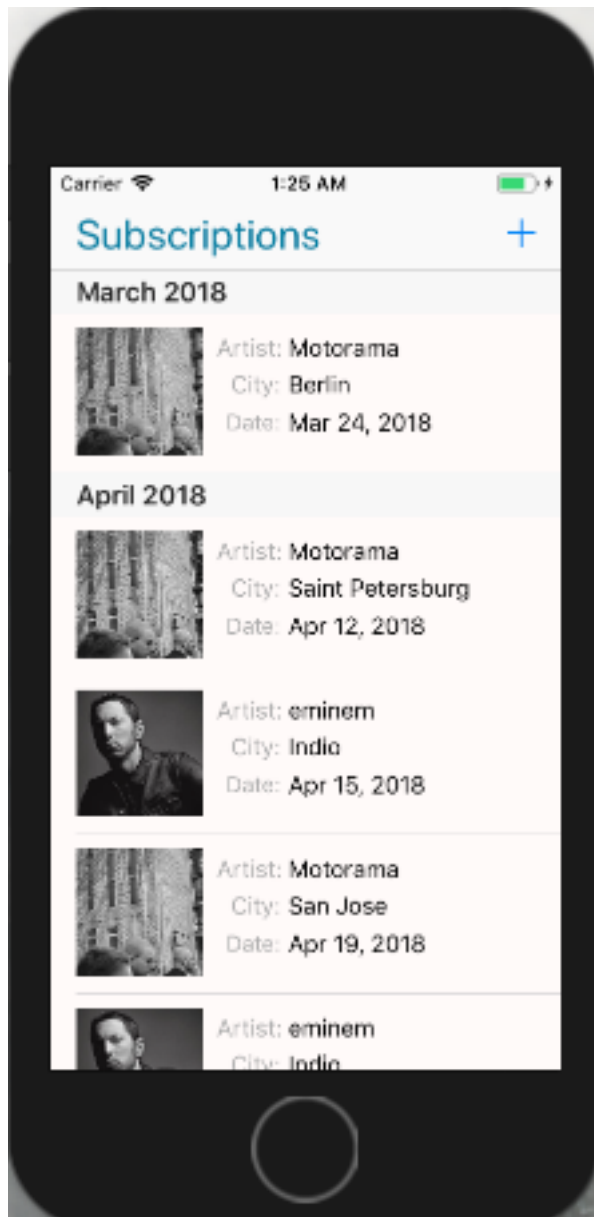 Carrier 1:25 AM
Subscriptions +
March 2018
Artist: Motorama
City: Berlin
Date: Mar 24, 2018
April 2018
Artist: Motorama
City: Saint Petersburg
Date: Apr 12, 2018
Artist: eminem
City: Indio
Date: Apr 15, 2018
Artist: Motorama
City: San Jose
Date: Apr 19, 2018
Artist: eminem
City: Indio